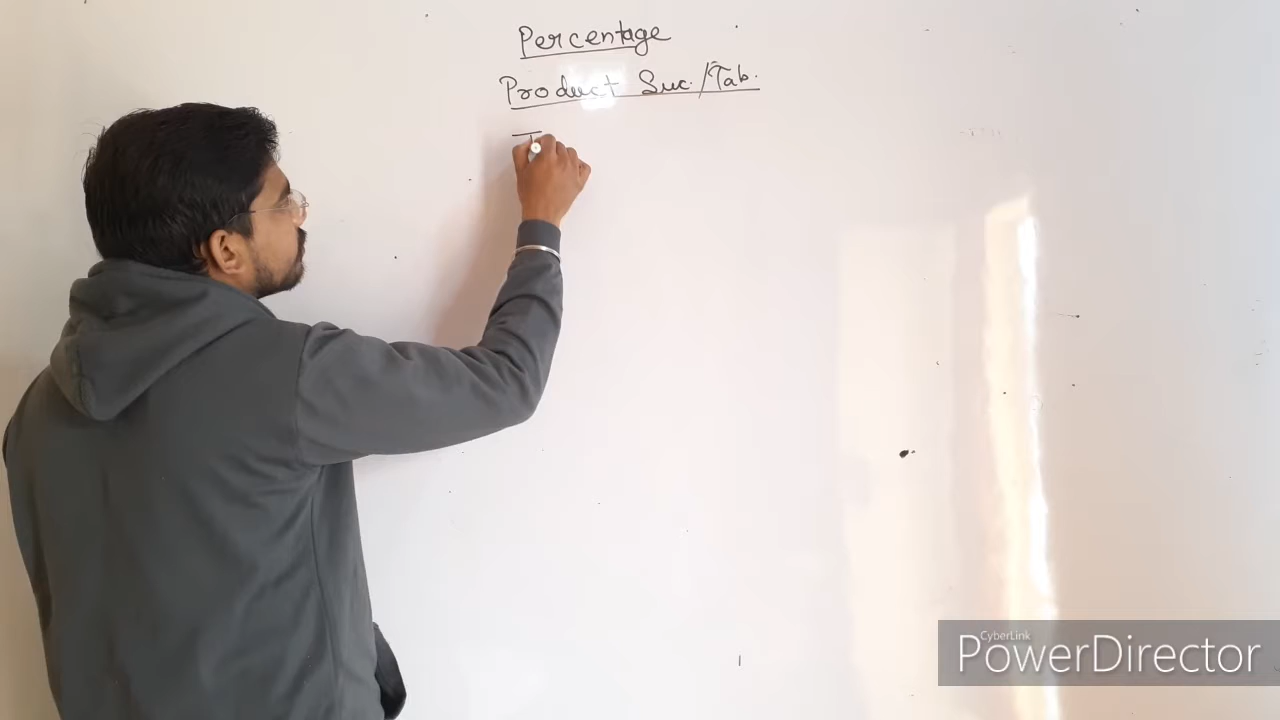 Percentage
Product Suc./Tab.
T
CyberLink
PowerDirector